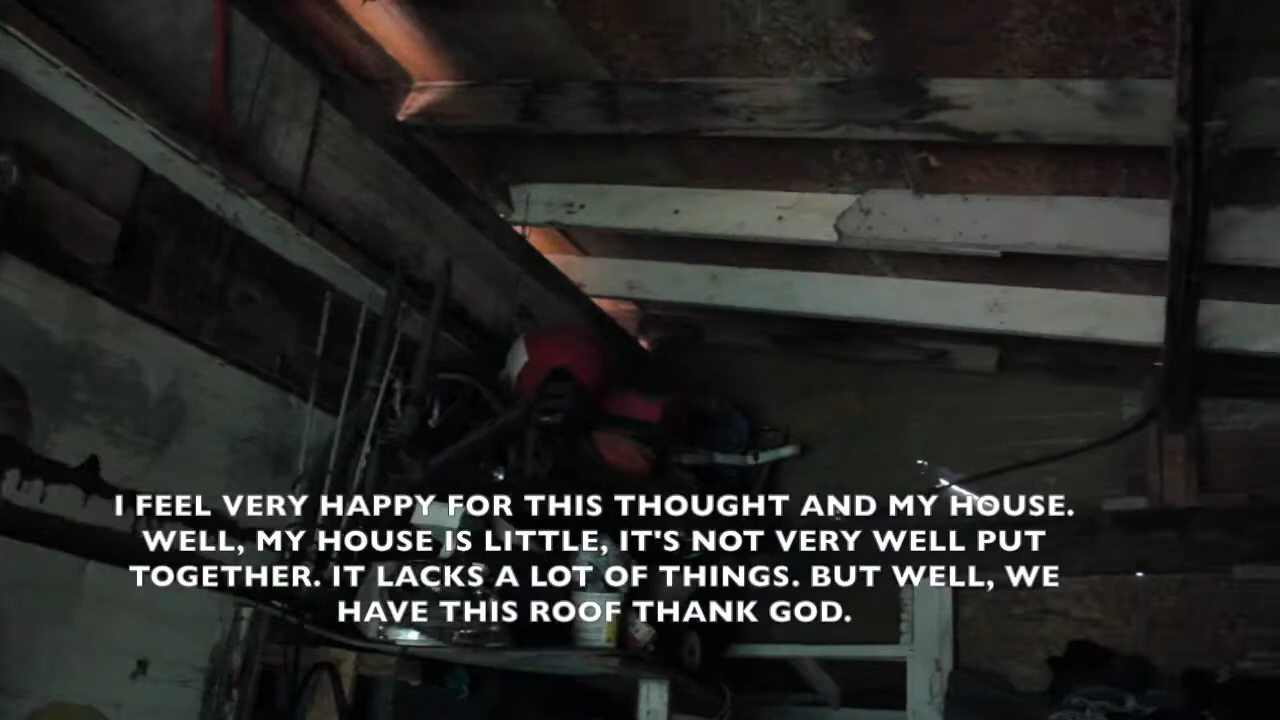 I FEEL VERY HAPPY FOR THIS THOUGHT AND MY HOUSE.
WELL, MY HOUSE IS LITTLE, IT'S NOT VERY WELL PUT
TOGETHER. IT LACKS A LOT OF THINGS. BUT WELL, WE
HAVE THIS ROOF THANK GOD.